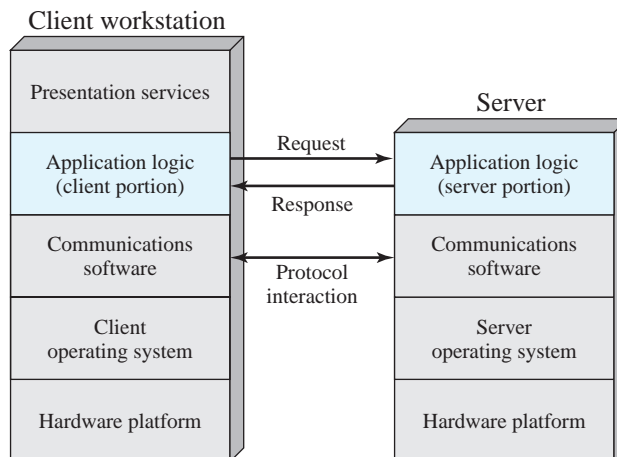 Client workstation
Presentation services
Application logic
(client portion)
Communications
software
Client
operating system
Hardware platform
Request
Response
Protocol
interaction
Server
Application logic
(server portion)
Communications
software
Server
operating system
Hardware platform